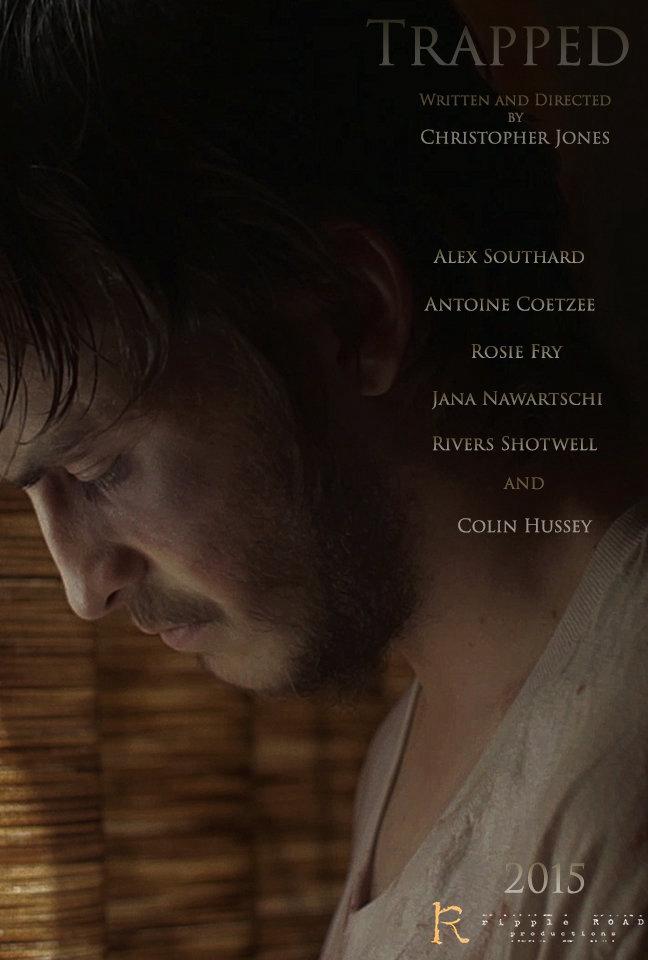 TRAPPED
WRITTEN AND DIRECTED
BY
CHRISTOPHER JONES
ALEX SOUTHARD
ANTOINE COETZEE
ROSIE FRY
JANA NAWARTSCHI
RIVERS SHOTWELL
AND
COLIN HUSSEY
2015
R ripple ROAD
productions